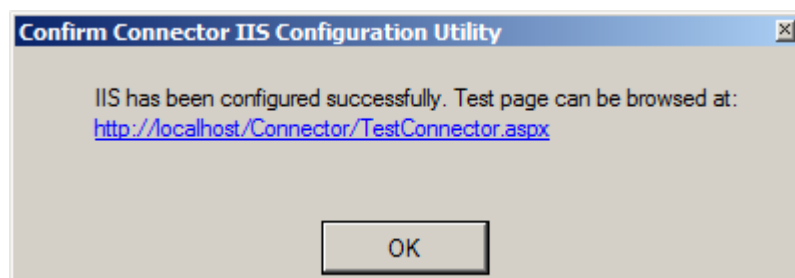 Confirm Connector IIS Configuration Utility
IIS has been configured successfully. Test page can be browsed at:
http://localhost/Connector/TestConnector.aspx
OK